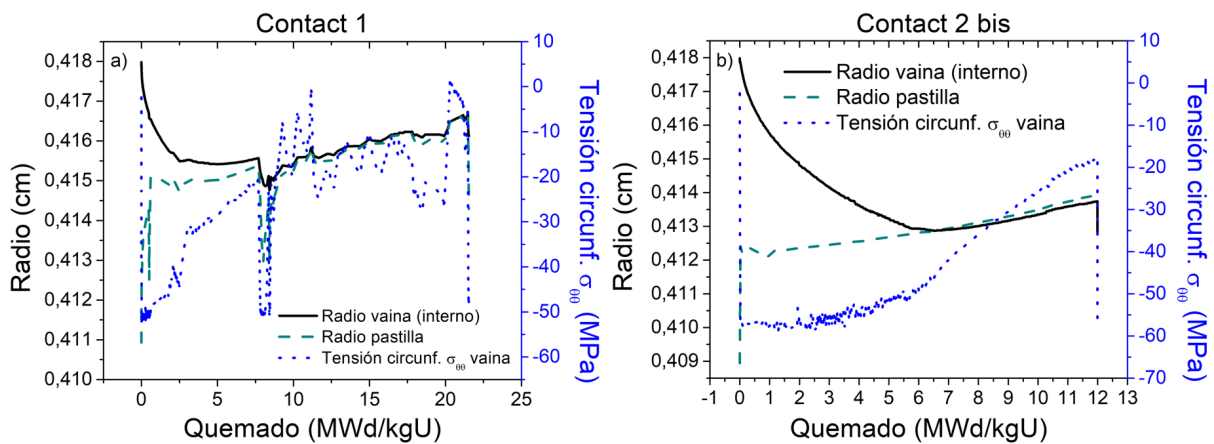 Contact 1
a)
0,418
0,417
0,416
0,415
0,414
0,413
0,412
0,411
0,410
Radio (cm)
10
0
-10
-20
-30
-40
-50
-60
Tensión circunf. σθθ (MPa)
Radio vaina (interno)
Radio pastilla
Tensión circunf. σθθ vaina
0 5 10 15 20 25
Quemado (MWd/kgU)
Contact 2 bis
b)
0,418
0,417
0,416
0,415
0,414
0,413
0,412
0,411
0,410
0,409
Radio (cm)
Radio vaina (interno)
Radio pastilla
Tensión circunf. σθθ vaina
10
0
-10
-20
-30
-40
-50
-60
-70
Tensión circunf. σθθ (MPa)
-1 0 1 2 3 4 5 6 7 8 9 10 11 12 13
Quemado (MWd/kgU)